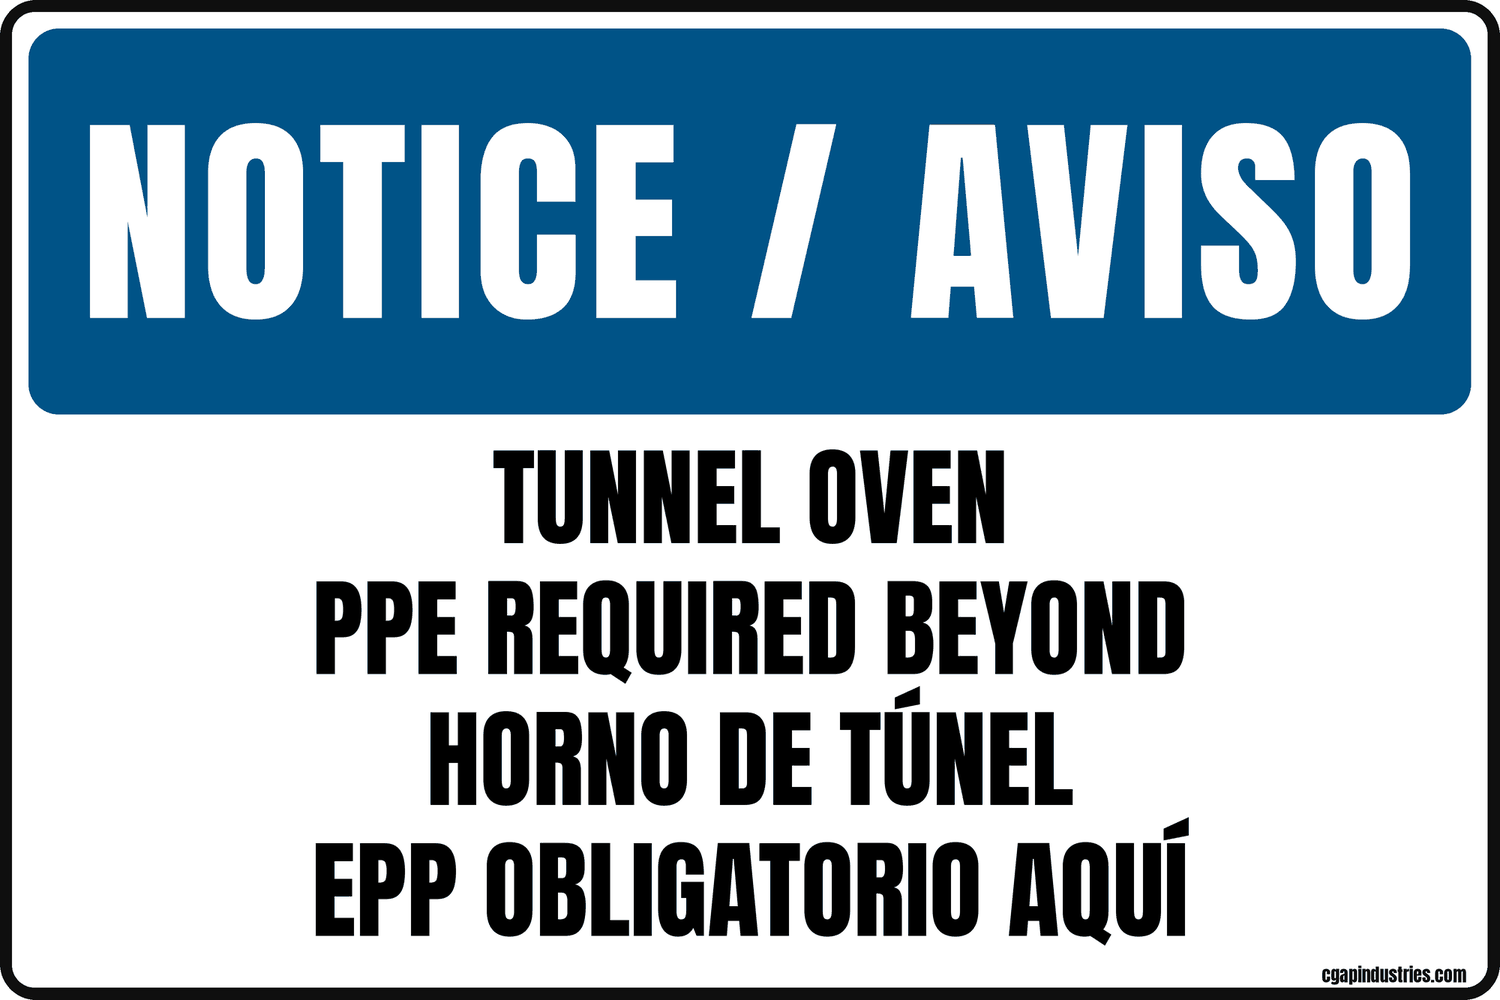 NOTICE / AVISO
TUNNEL OVEN
PPE REQUIRED BEYOND
HORNO DE TÚNEL
EPP OBLIGATORIO AQUÍ
cgapindustries.com